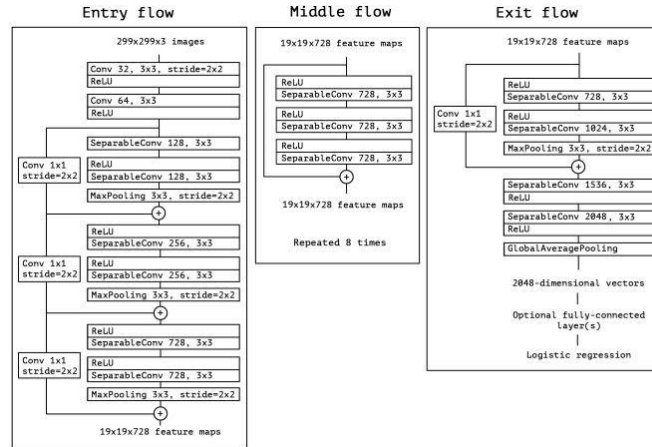 Entry flow
299x299x3 images
Conv 32, 3x3, stride=2x2
ReLU
Conv 64, 3x3
ReLU
SeparableConv 128, 3x3
Conv 1x1
stride=2x2
ReLU
SeparableConv 128, 3x3
MaxPooling 3x3, stride=2x2
+
ReLU
SeparableConv 256, 3x3
Conv 1x1
stride=2x2
ReLU
SeparableConv 256, 3x3
MaxPooling 3x3, stride=2x2
+
ReLU
SeparableConv 728, 3x3
Conv 1x1
stride=2x2
ReLU
SeparableConv 728, 3x3
MaxPooling 3x3, stride=2x2
+
19x19x728 feature maps
Middle flow
19x19x728 feature maps
ReLU
SeparableConv 728, 3x3
ReLU
SeparableConv 728, 3x3
ReLU
SeparableConv 728, 3x3
+
19x19x728 feature maps
Repeated 8 times
Exit flow
19x19x728 feature maps
ReLU
SeparableConv 728, 3x3
Conv 1x1
stride=2x2
ReLU
SeparableConv 1024, 3x3
MaxPooling 3x3, stride=2x2
+
SeparableConv 1536, 3x3
ReLU
SeparableConv 2048, 3x3
ReLU
GlobalAveragePooling
2048-dimensional vectors
Optional fully-connected
layer(s)
Logistic regression